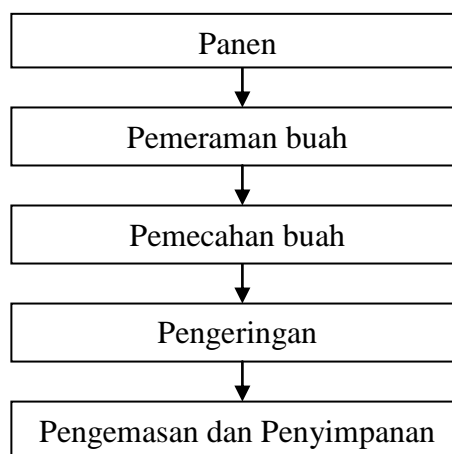 Panen
Pemeraman buah
Pemecahan buah
Pengeringan
Pengemasan dan Penyimpanan